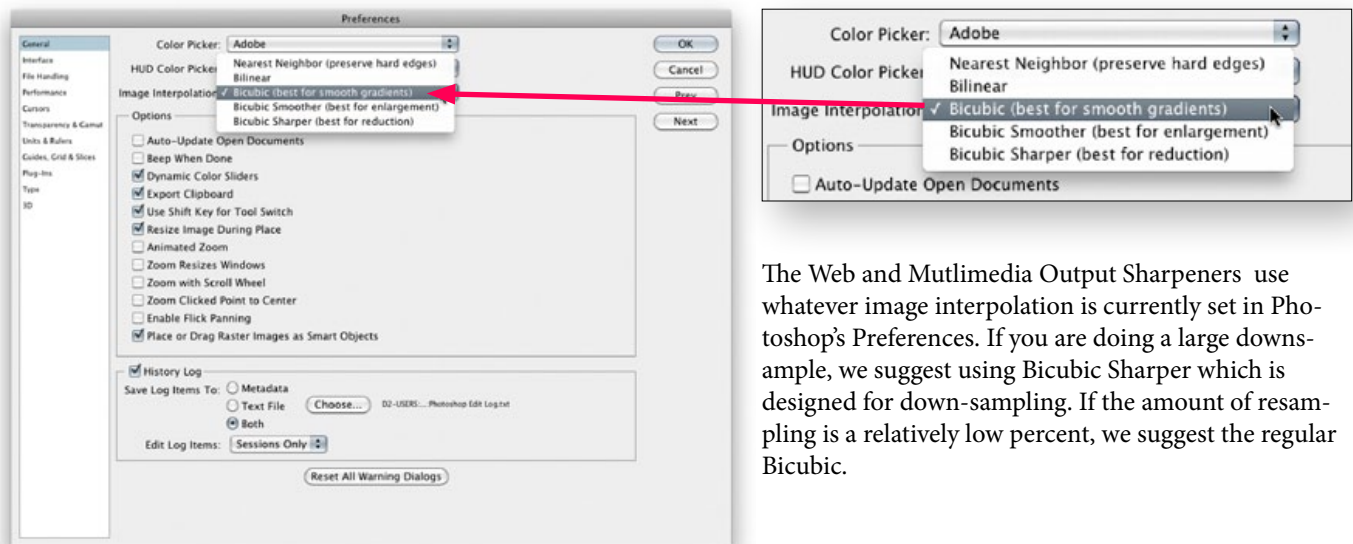 Preferences
General
Interface
File Handling
Performance
Cursors
Transparency & Gamut
Units & Rulers
Guides, Grid & Slices
Plug-Ins
Type
3D
Color Picker: Adobe
HUD Color Picker
Nearest Neighbor (preserve hard edges)
Bilinear
Image Interpolation ✓ Bicubic (best for smooth gradients)
Bicubic Smoother (best for enlargement)
Bicubic Sharper (best for reduction)
Options
Auto-Update Open Documents
Beep When Done
Dynamic Color Sliders
Export Clipboard
Use Shift Key for Tool Switch
Resize Image During Place
Animated Zoom
Zoom Resizes Windows
Zoom with Scroll Wheel
Zoom Clicked Point to Center
Enable Flick Panning
Place or Drag Raster Images as Smart Objects
History Log
Save Log Items To: Metadata
Text File Choose... D2-USERS:... Photoshop Edit Log.txt
Both
Edit Log Items: Sessions Only
Reset All Warning Dialogs
OK
Cancel
Prev
Next
Color Picker: Adobe
HUD Color Picker
Nearest Neighbor (preserve hard edges)
Bilinear
Image Interpolation ✓ Bicubic (best for smooth gradients)
Bicubic Smoother (best for enlargement)
Bicubic Sharper (best for reduction)
Options
Auto-Update Open Documents
The Web and Mutlimedia Output Sharpeners use
whatever image interpolation is currently set in Pho-
toshop's Preferences. If you are doing a large downs-
ample, we suggest using Bicubic Sharper which is
designed for down-sampling. If the amount of resam-
pling is a relatively low percent, we suggest the regular
Bicubic.